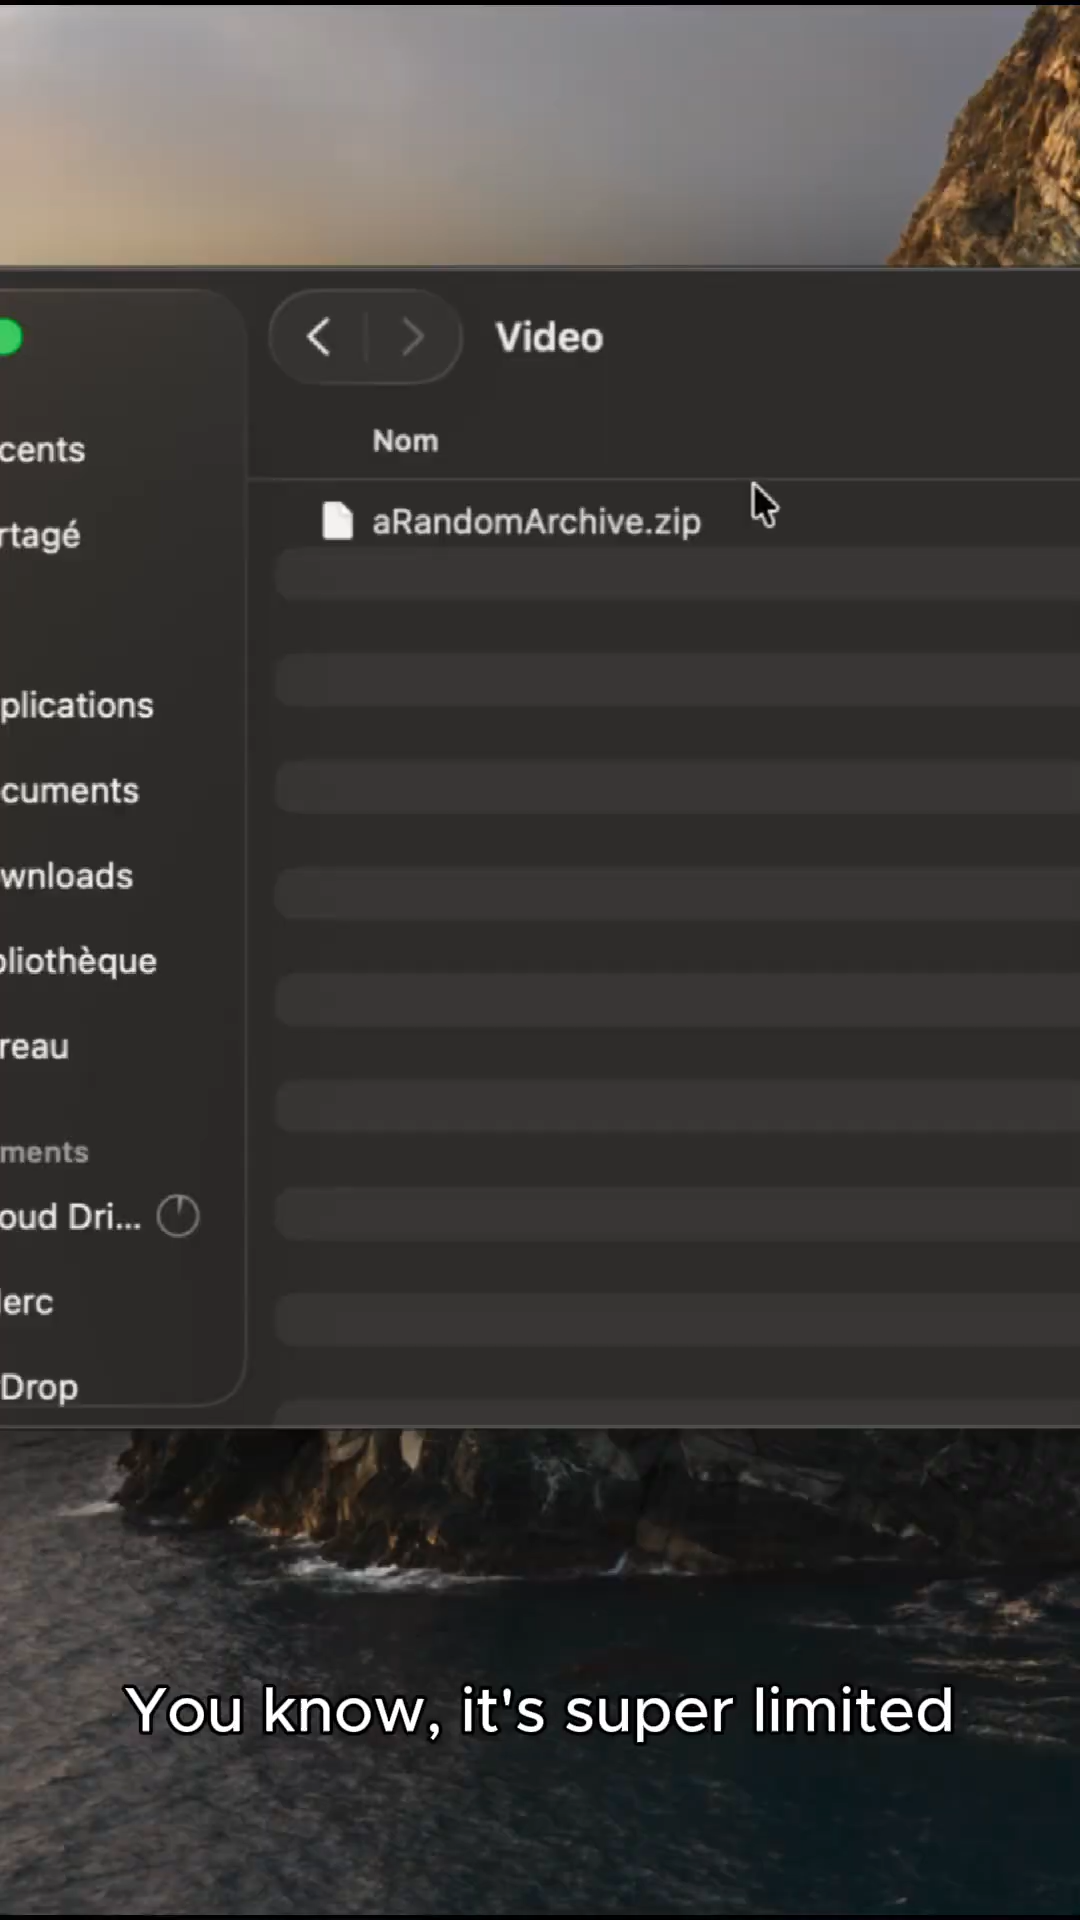 Video
Nom
aRandomArchive.zip
cents
rtagé
plications
cuments
wnloads
bliothèque
reau
ments
oud Dri...
lerc
Drop
You know, it's super limited